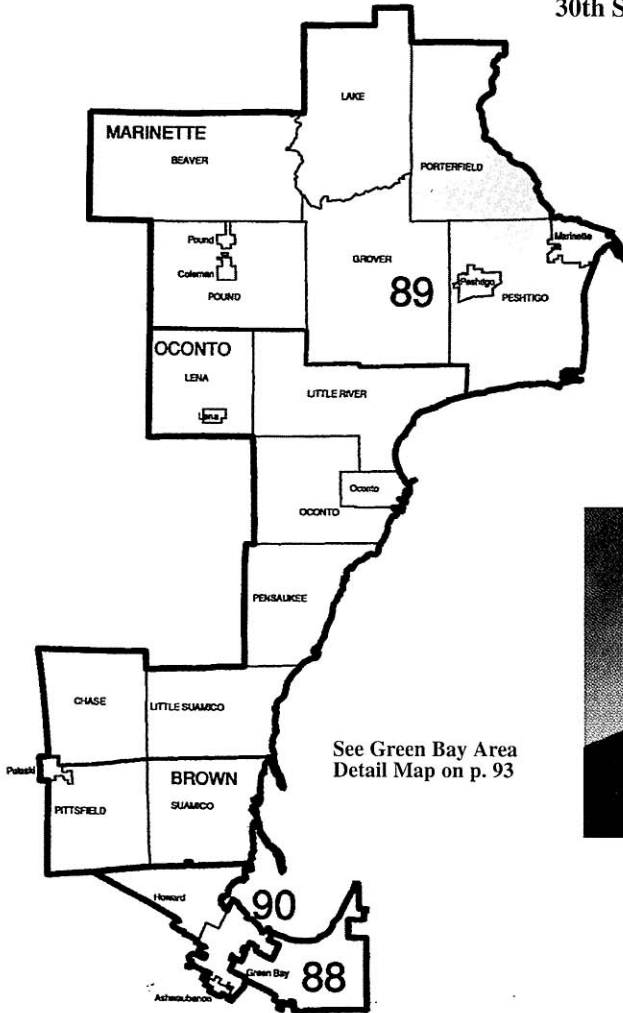 30th S
LAKE
MARINETTE
BEAVER
PORTERFIELD
Pound
Marinette
GROVER
Coleman
Peshtigo
89
POUND
PESHTIGO
OCONTO
LENA
LITTLE RIVER
Lena
Oconto
OCONTO
PENSAUKEE
CHASE
LITTLE SUAMICO
See Green Bay Area
Detail Map on p. 93
Pulaski
BROWN
SUAMICO
PITTSFIELD
Howard
90
Green Bay
88
Ashwaubenon